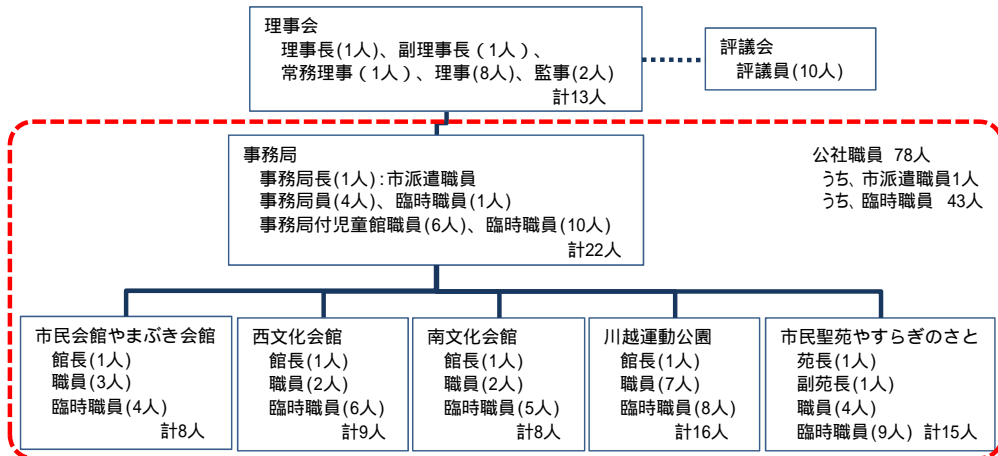 理事会
理事長(1人)、副理事長(1人)、
常務理事(1人)、理事(8人)、監事(2人)
計13人
評議会
評議員(10人)
事務局
事務局長(1人):市派遣職員
事務局員(4人)、臨時職員(1人)
事務局付児童館職員(6人)、臨時職員(10人)
計22人
公社職員 78人
うち、市派遣職員1人
うち、臨時職員 43人
市民会館やまぶき会館
館長(1人)
職員(3人)
臨時職員(4人)
計8人
西文化会館
館長(1人)
職員(2人)
臨時職員(6人)
計9人
南文化会館
館長(1人)
職員(2人)
臨時職員(5人)
計8人
川越運動公園
館長(1人)
職員(7人)
臨時職員(8人)
計16人
市民聖苑やすらぎのさと
苑長(1人)
副苑長(1人)
職員(4人)
臨時職員(9人) 計15人